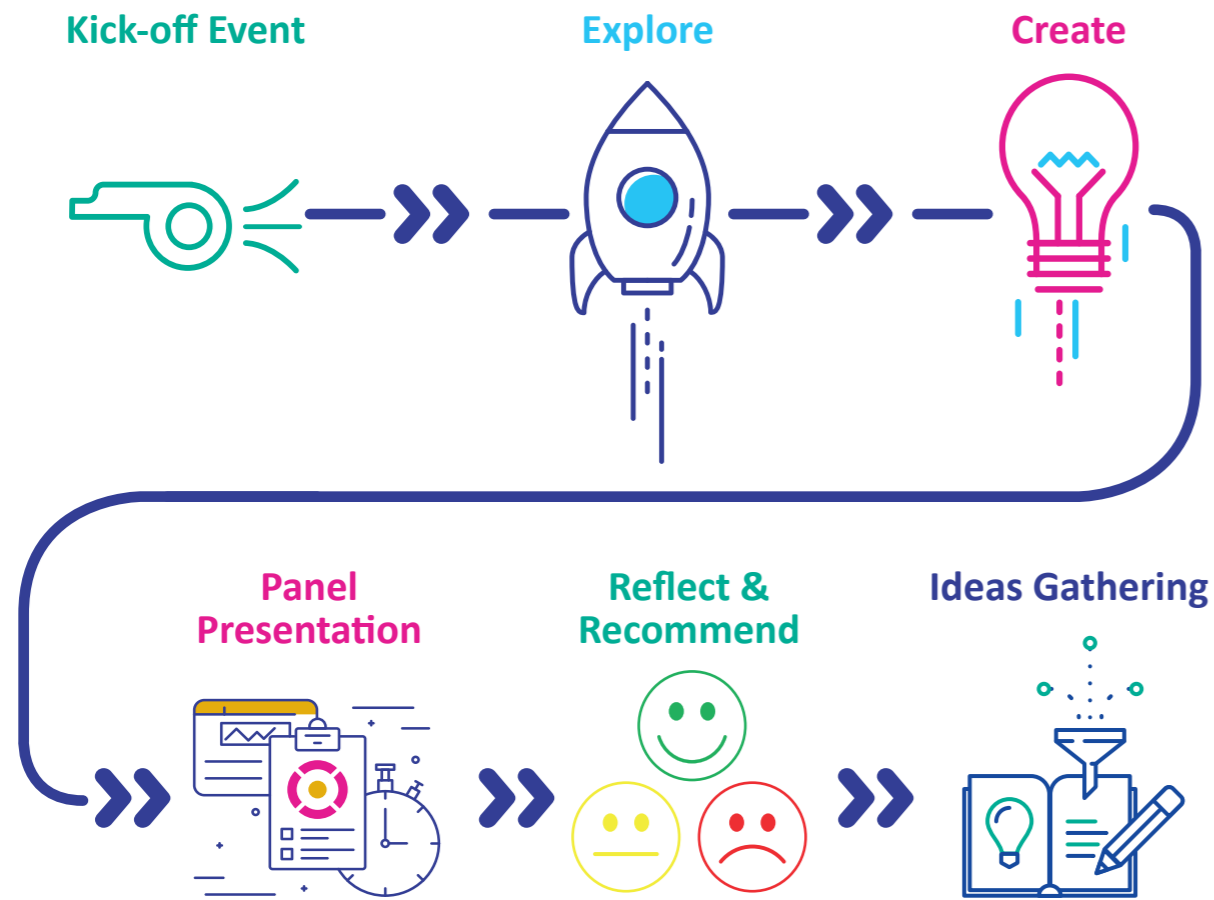 Kick-off Event
Explore
Create
Panel
Presentation
Reflect &
Recommend
Ideas Gathering